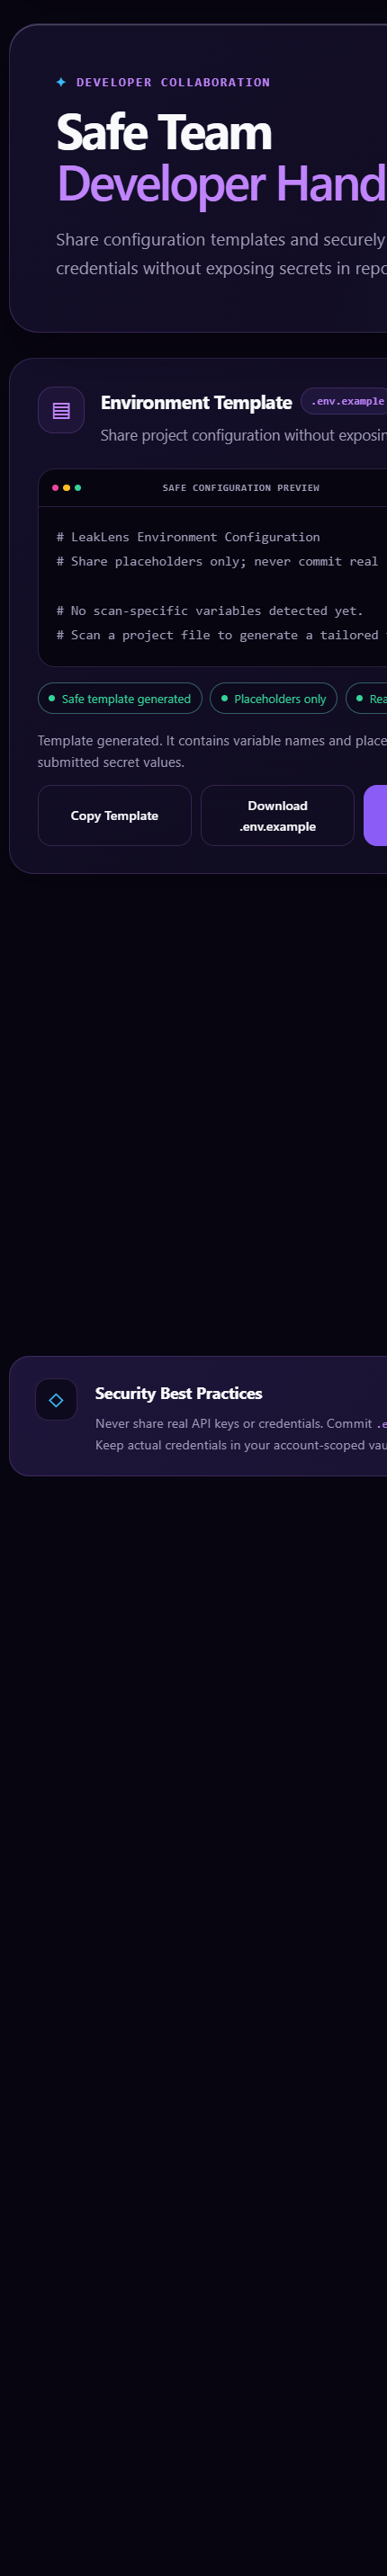 ✦ DEVELOPER COLLABORATION
Safe Team
Developer Hand
Share configuration templates and securely
credentials without exposing secrets in repo
Environment Template .env.example
Share project configuration without exposin
SAFE CONFIGURATION PREVIEW
# LeakLens Environment Configuration
# Share placeholders only; never commit real
# No scan-specific variables detected yet.
# Scan a project file to generate a tailored
Safe template generated Placeholders only Rea
Template generated. It contains variable names and place
submitted secret values.
Copy Template
Download
.env.example
Security Best Practices
Never share real API keys or credentials. Commit .e
Keep actual credentials in your account-scoped vau